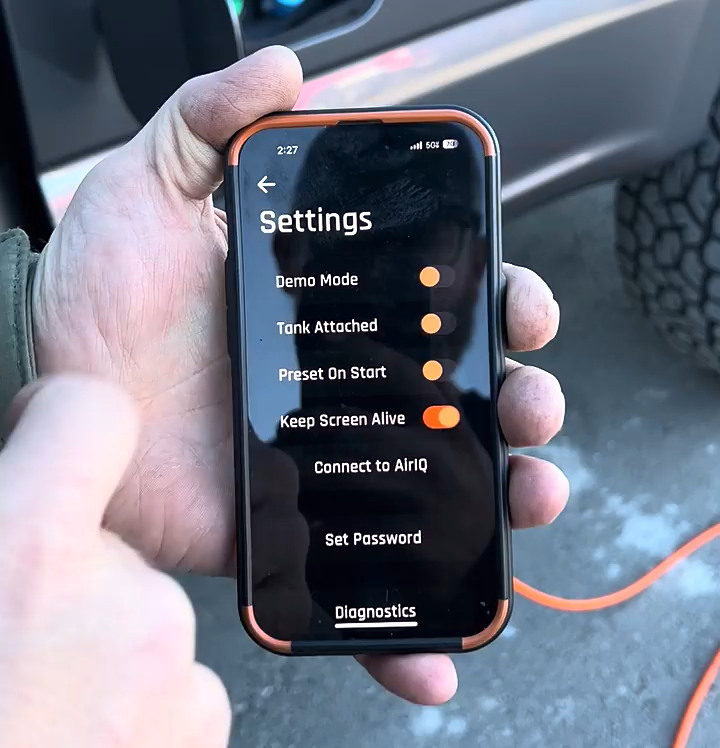 2:27
5G
Settings
Demo Mode
Tank Attached
Preset On Start
Keep Screen Alive
Connect to AirIQ
Set Password
Diagnostics